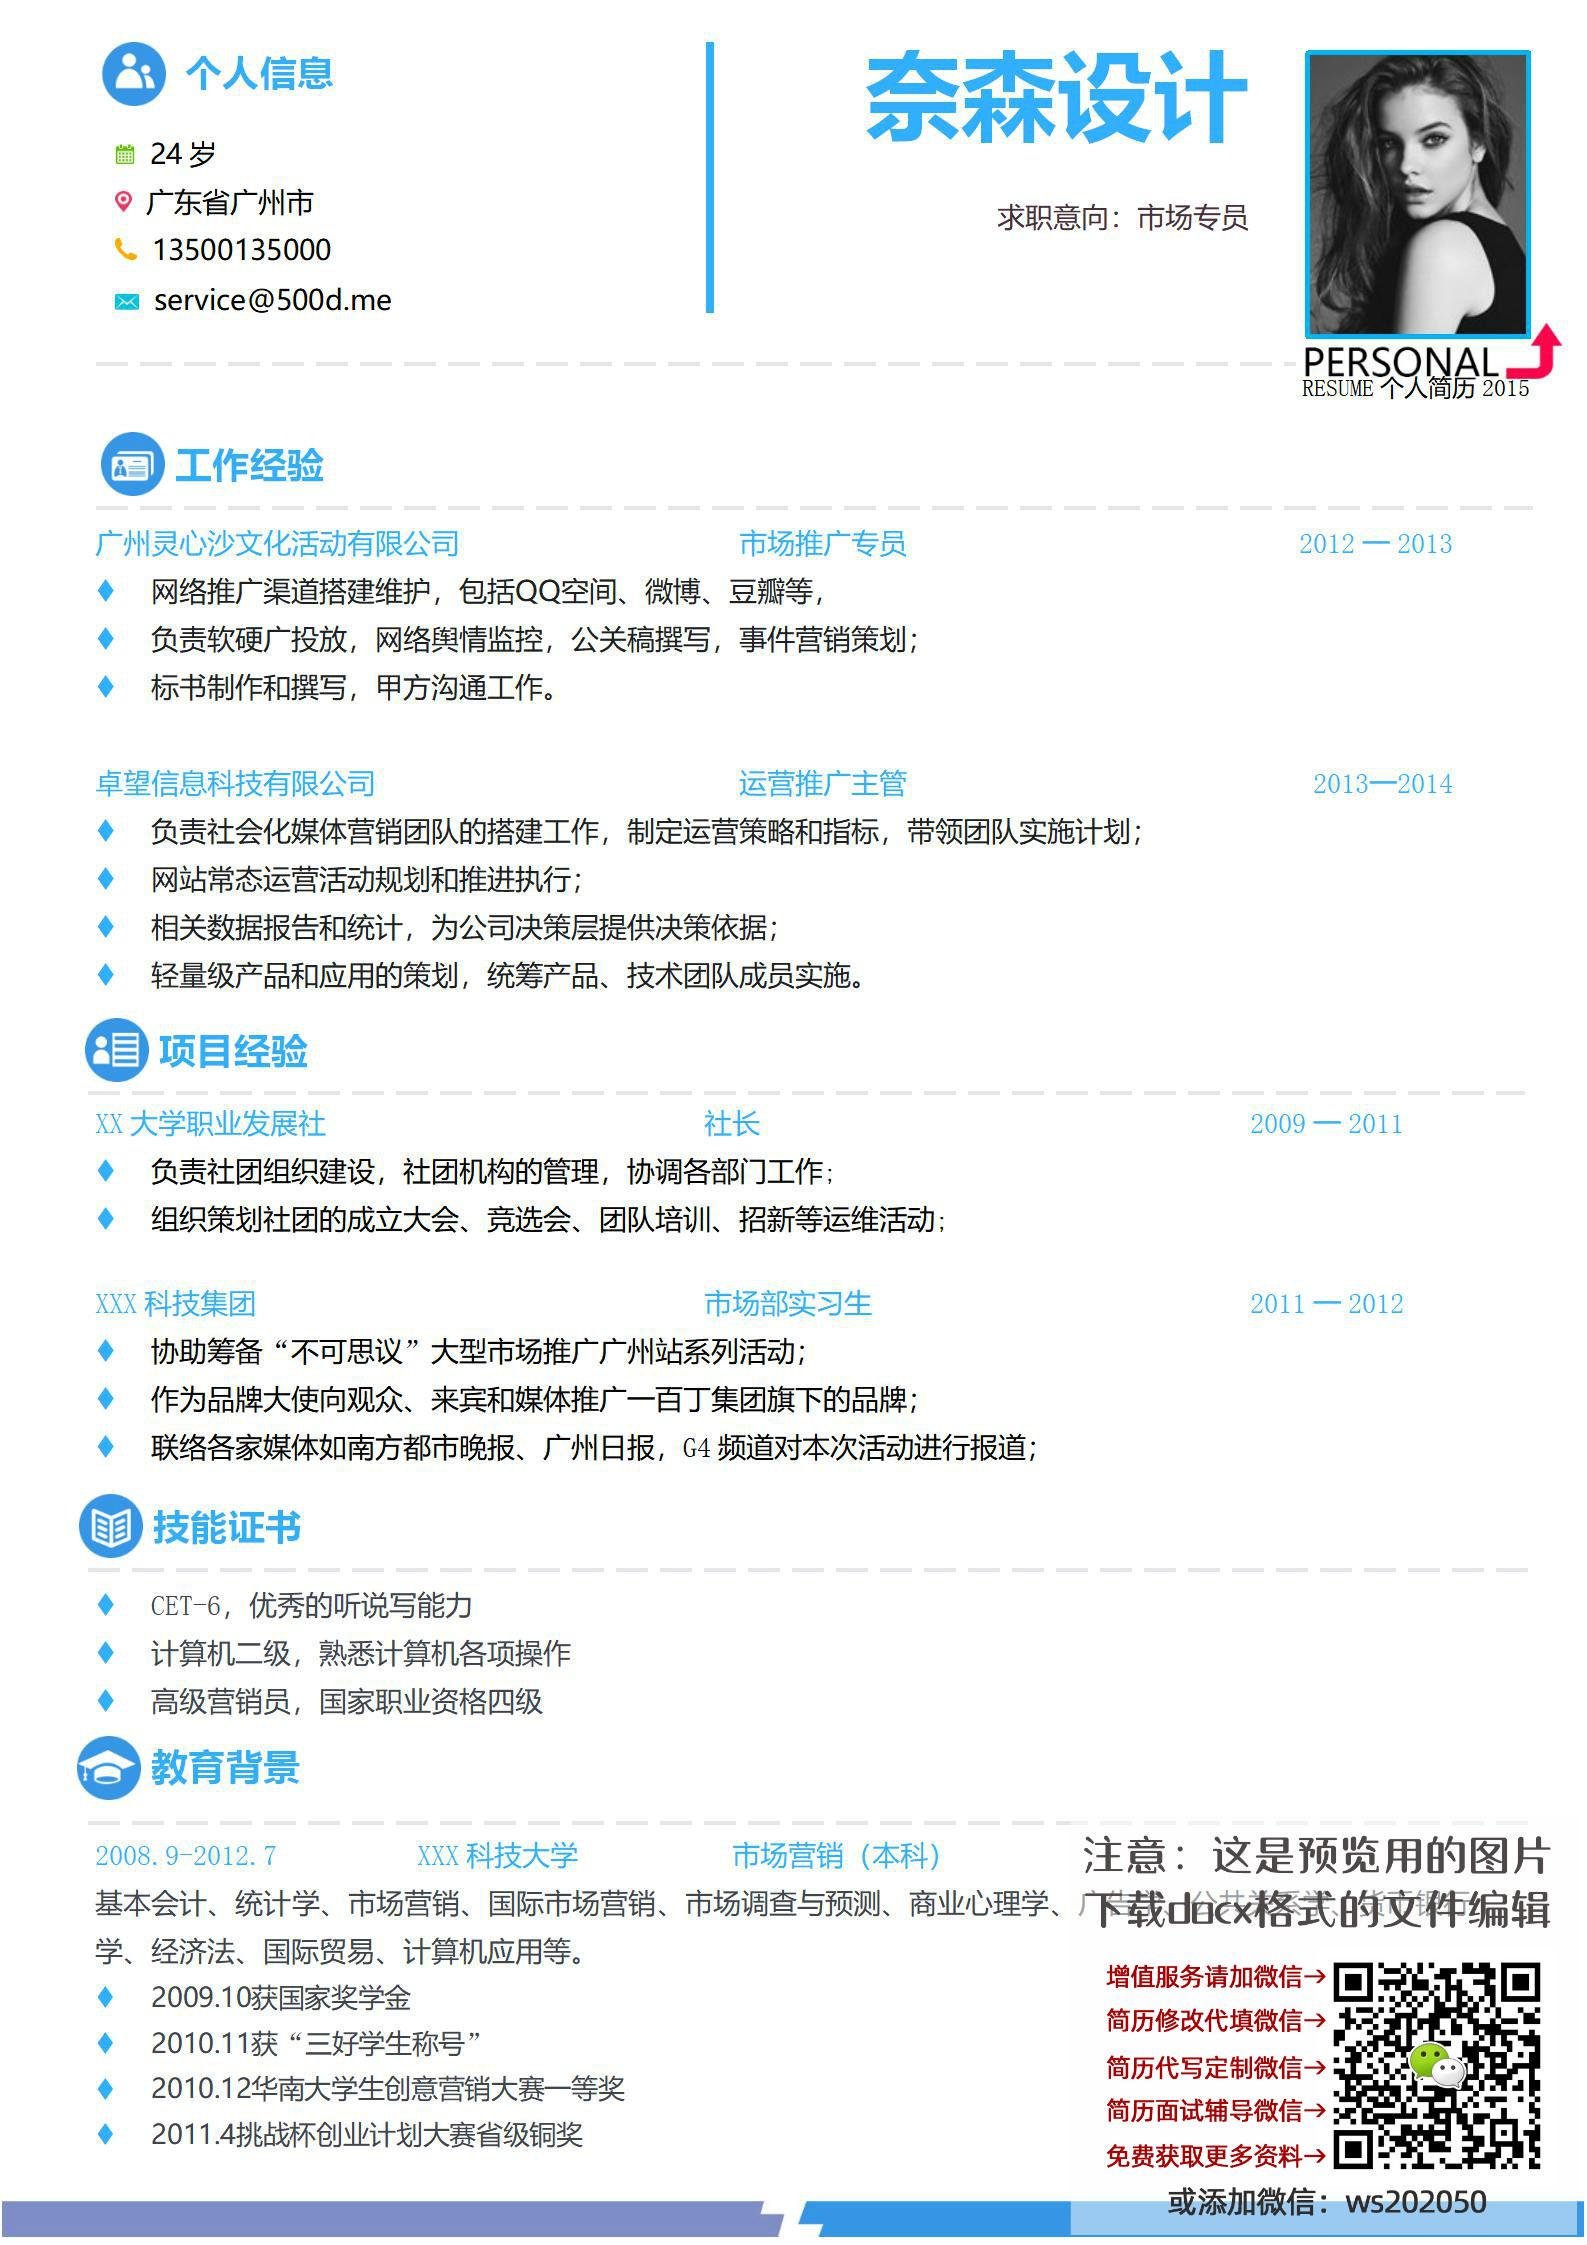 个人信息
24 岁
广东省广州市
13500135000
service@500d.me
奈森设计
求职意向：市场专员
PERSONAL
RESUME 个人简历 2015
工作经验
广州灵心沙文化活动有限公司 市场推广专员 2012 一 2013
网络推广渠道搭建维护，包括QQ空间、微博、豆瓣等，
负责软硬广投放，网络舆情监控，公关稿撰写，事件营销策划；
标书制作和撰写，甲方沟通工作。
卓望信息科技有限公司 运营推广主管 2013一2014
负责社会化媒体营销团队的搭建工作，制定运营策略和指标，带领团队实施计划；
网站常态运营活动规划和推进执行；
相关数据报告和统计，为公司决策层提供决策依据；
轻量级产品和应用的策划，统筹产品、技术团队成员实施。
项目经验
XX 大学职业发展社 社长 2009 一 2011
负责社团组织建设，社团机构的管理，协调各部门工作；
组织策划社团的成立大会、竞选会、团队培训、招新等运维活动；
XXX 科技集团 市场部实习生 2011 一 2012
协助筹备“不可思议”大型市场推广广州站系列活动；
作为品牌大使向观众、来宾和媒体推广一百丁集团旗下的品牌；
联络各家媒体如南方都市晚报、广州日报，G4 频道对本次活动进行报道；
技能证书
CET-6，优秀的听说写能力
计算机二级，熟悉计算机各项操作
高级营销员，国家职业资格四级
教育背景
2008.9-2012.7 XXX 科技大学 市场营销（本科）
基本会计、统计学、市场营销、国际市场营销、市场调查与预测、商业心理学、广告学、公共关系学、货币银行
学、经济法、国际贸易、计算机应用等。
2009.10获国家奖学金
2010.11获“三好学生称号”
2010.12华南大学生创意营销大赛一等奖
2011.4挑战杯创业计划大赛省级铜奖
注意：这是预览用的图片
下载docx格式的文件编辑
增值服务请加微信→
简历修改代填微信→
简历代写定制微信→
简历面试辅导微信→
免费获取更多资料→
或添加微信：ws202050